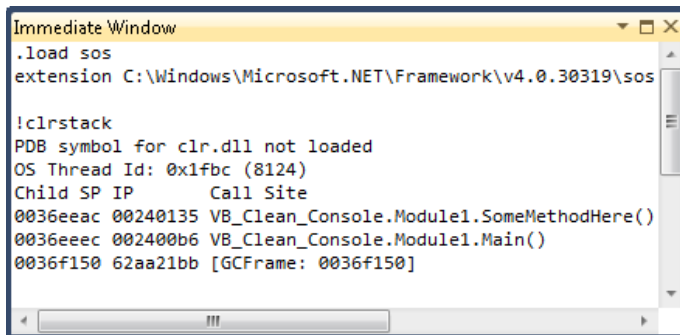 Immediate Window
.load sos
extension C:\Windows\Microsoft.NET\Framework\v4.0.30319\sos
!clrstack
PDB symbol for clr.dll not loaded
OS Thread Id: 0x1fbc (8124)
Child SP IP       Call Site
0036eeac 00240135 VB_Clean_Console.Module1.SomeMethodHere()
0036eeec 002400b6 VB_Clean_Console.Module1.Main()
0036f150 62aa21bb [GCFrame: 0036f150]